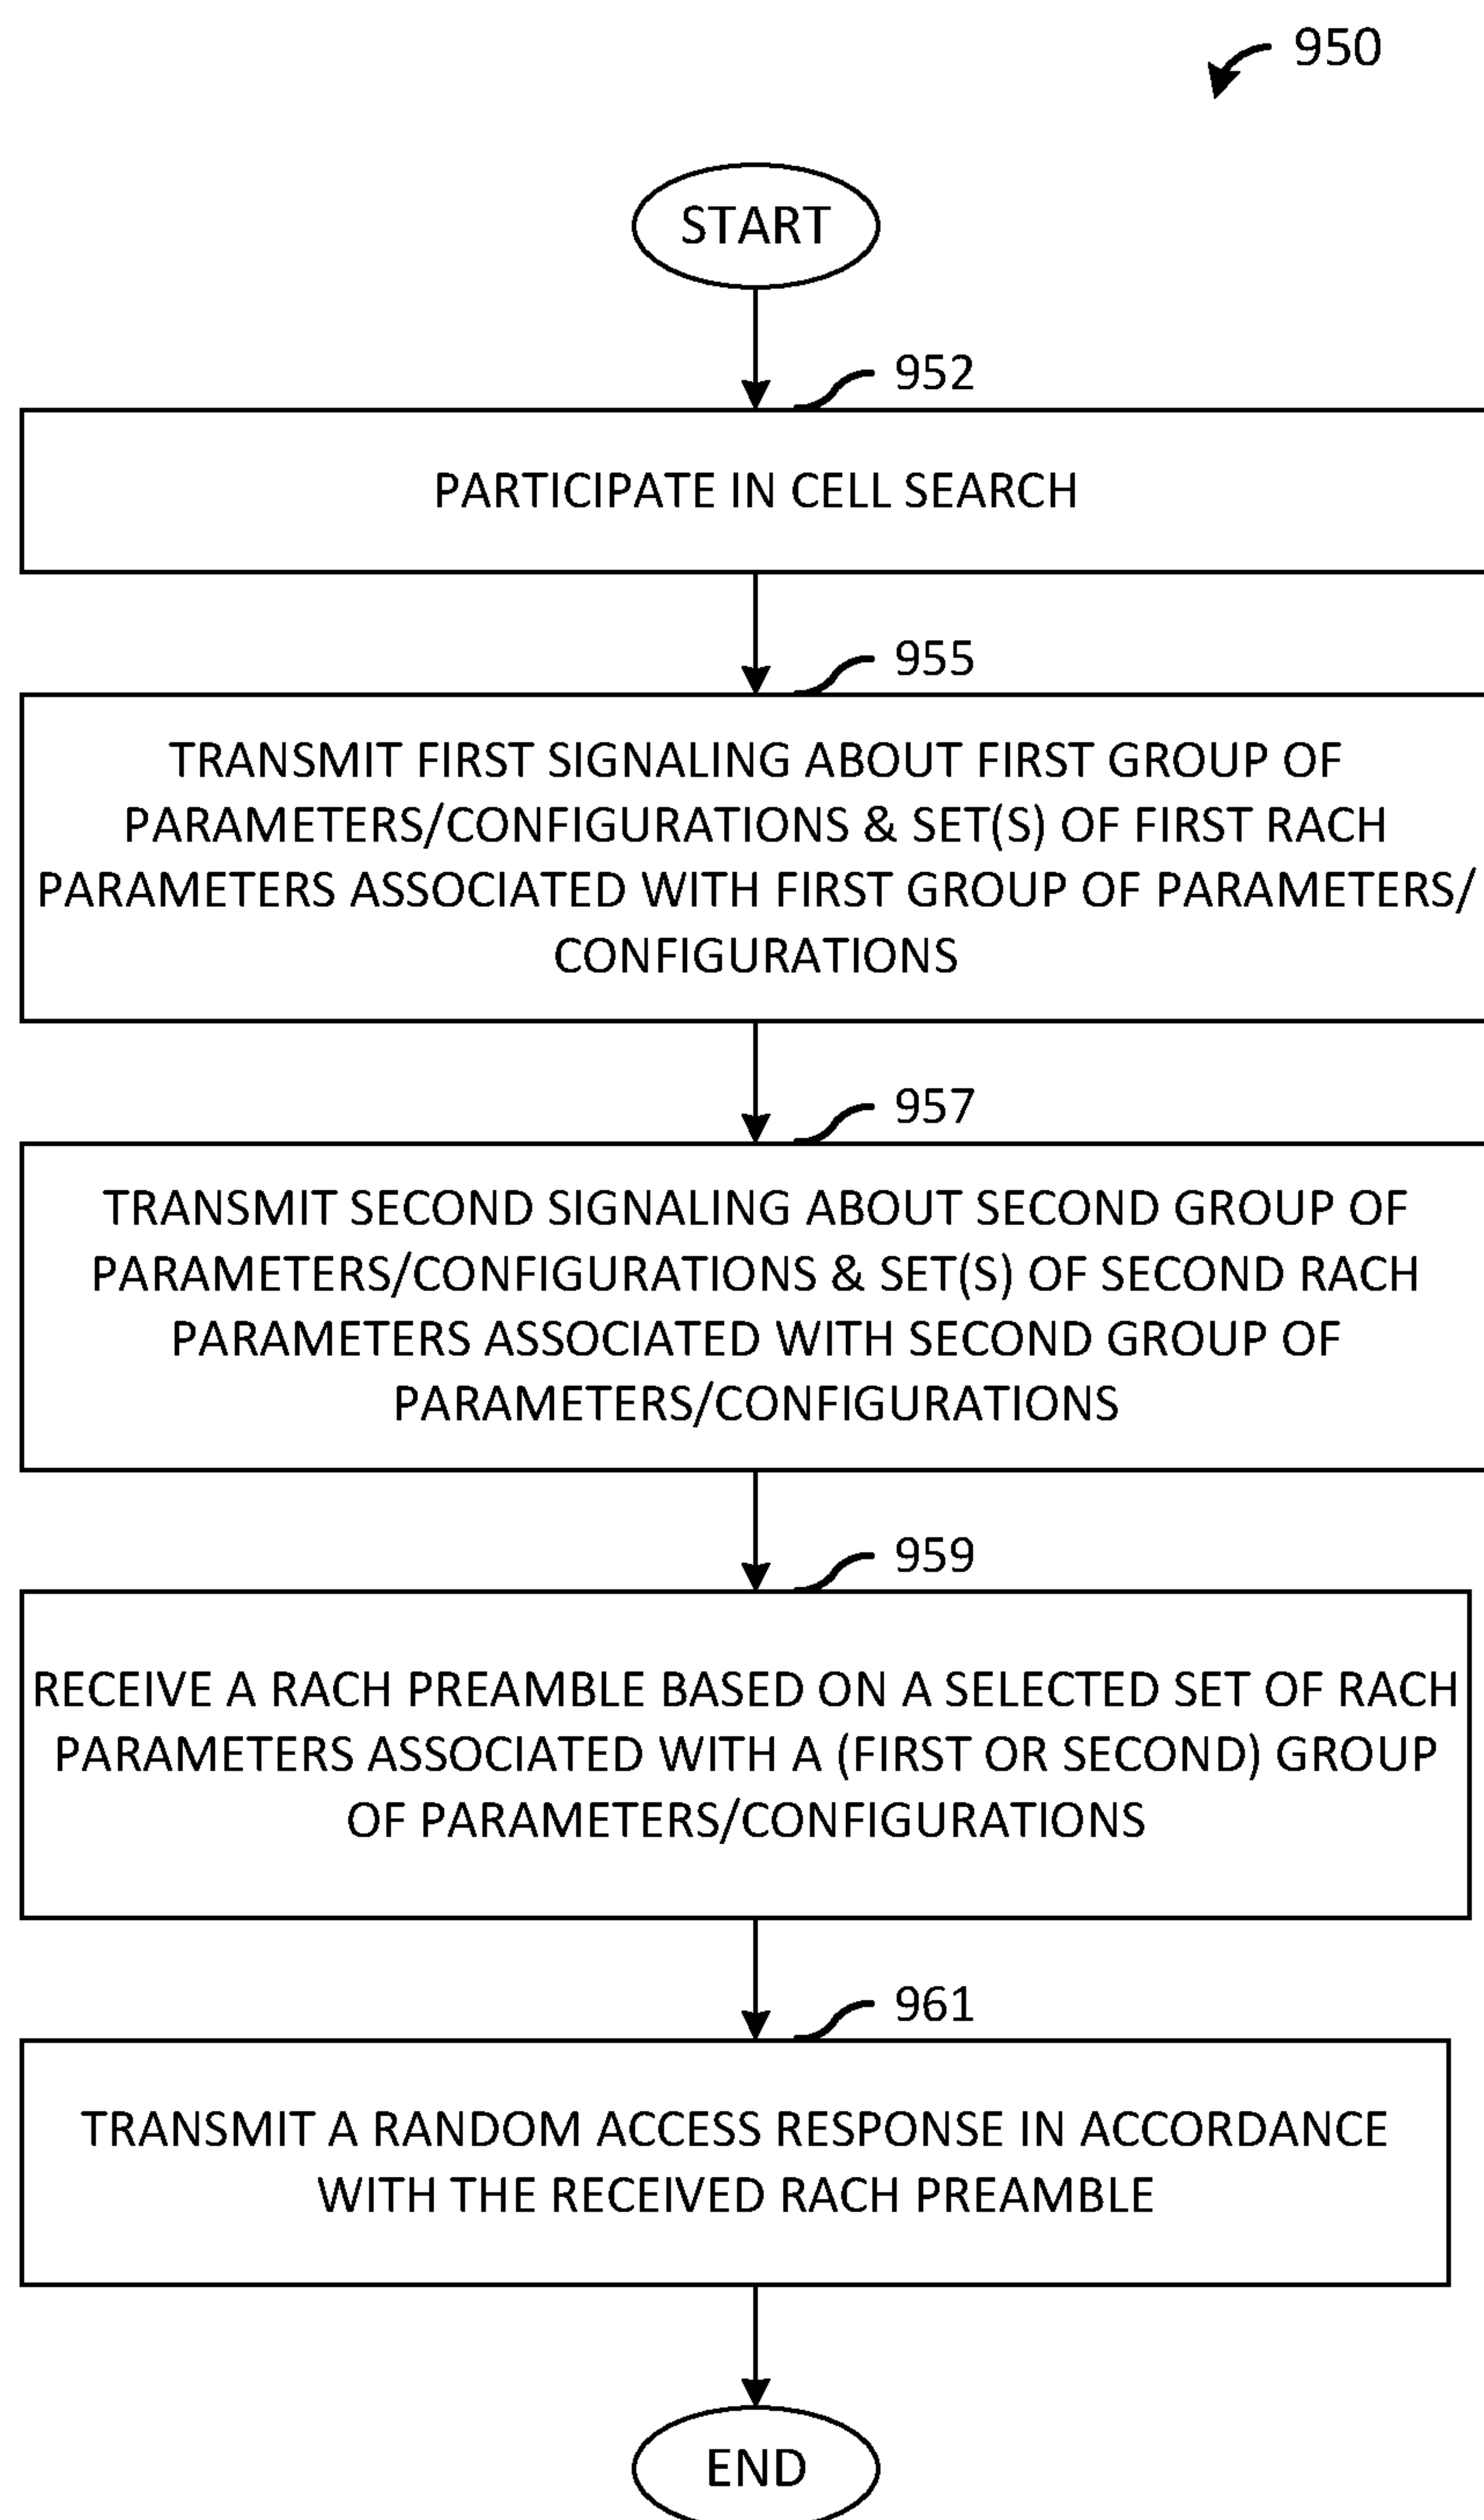 950
START
952
PARTICIPATE IN CELL SEARCH
955
TRANSMIT FIRST SIGNALING ABOUT FIRST GROUP OF
PARAMETERS/CONFIGURATIONS & SET(S) OF FIRST RACH
PARAMETERS ASSOCIATED WITH FIRST GROUP OF PARAMETERS/
CONFIGURATIONS
957
TRANSMIT SECOND SIGNALING ABOUT SECOND GROUP OF
PARAMETERS/CONFIGURATIONS & SET(S) OF SECOND RACH
PARAMETERS ASSOCIATED WITH SECOND GROUP OF
PARAMETERS/CONFIGURATIONS
959
RECEIVE A RACH PREAMBLE BASED ON A SELECTED SET OF RACH
PARAMETERS ASSOCIATED WITH A (FIRST OR SECOND) GROUP
OF PARAMETERS/CONFIGURATIONS
961
TRANSMIT A RANDOM ACCESS RESPONSE IN ACCORDANCE
WITH THE RECEIVED RACH PREAMBLE
END